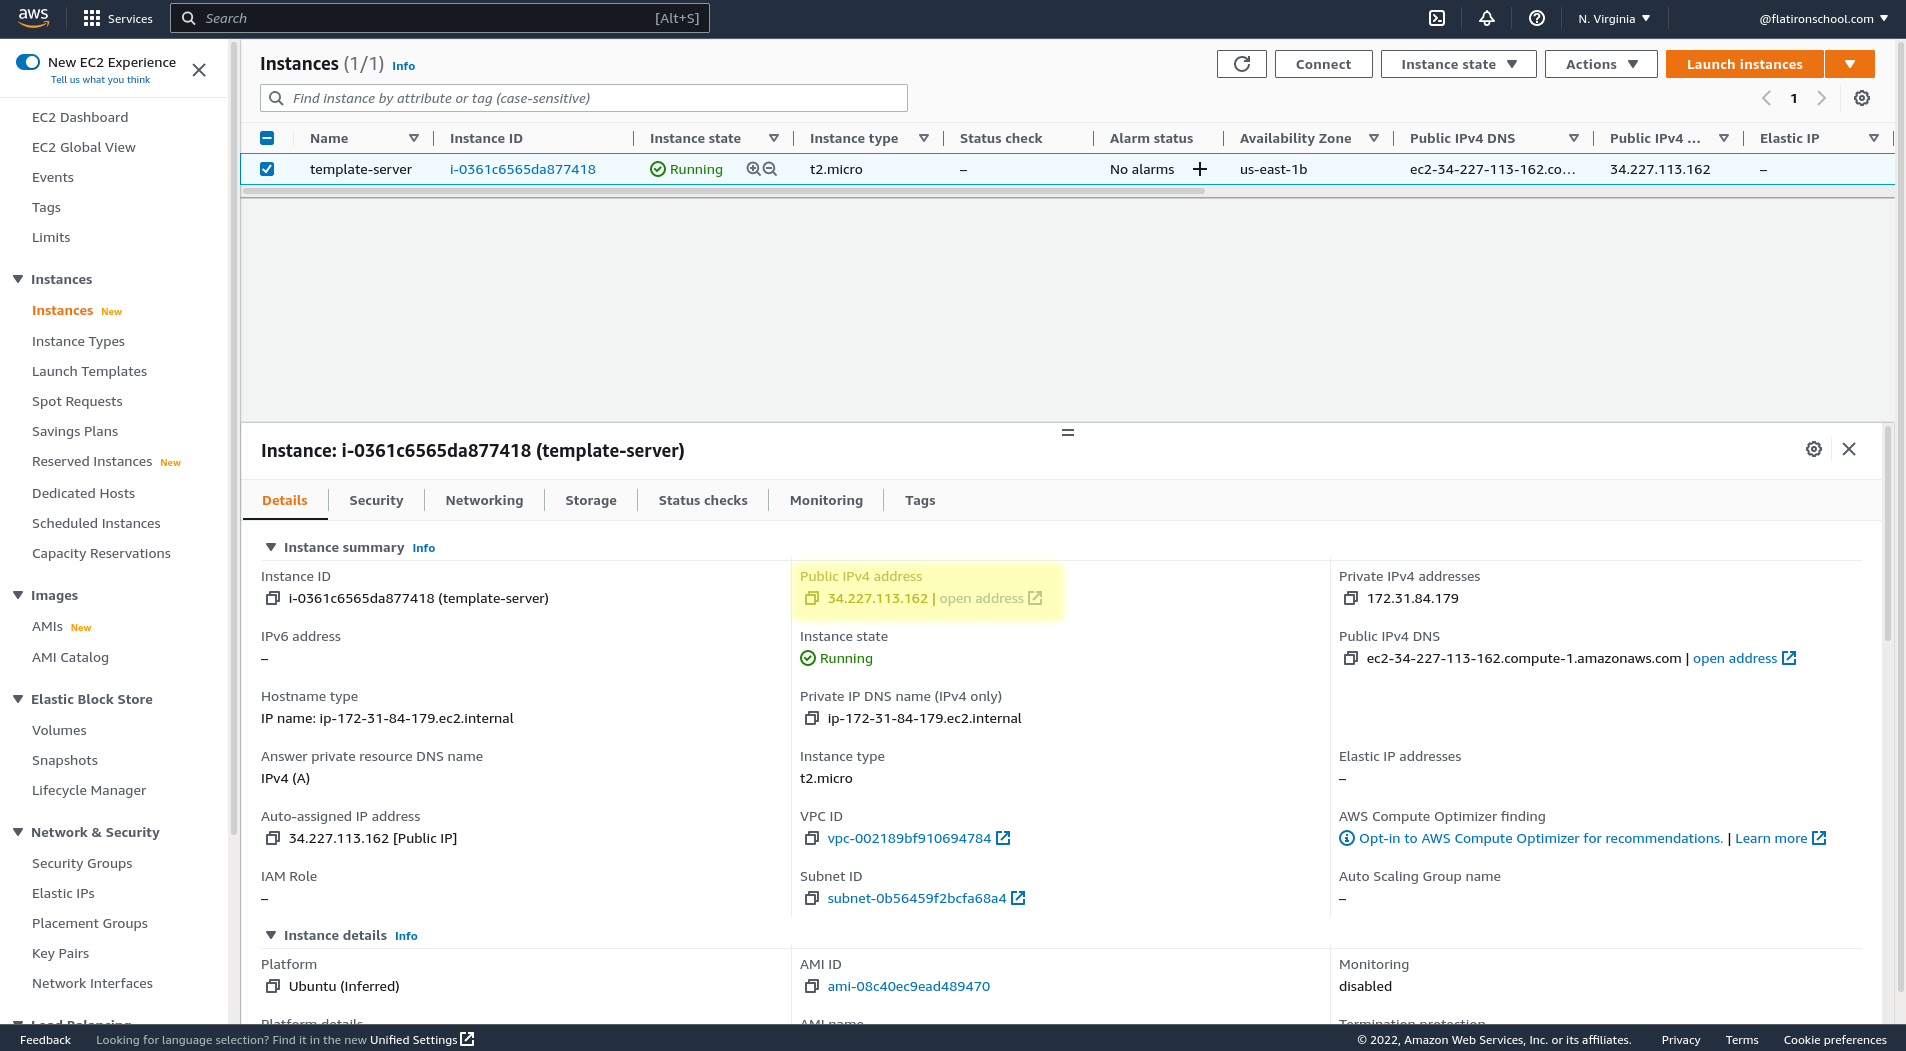 aws Services Search [Alt+S] N. Virginia @flatironschool.com
New EC2 Experience
Tell us what you think
EC2 Dashboard
EC2 Global View
Events
Tags
Limits
Instances
Instances New
Instance Types
Launch Templates
Spot Requests
Savings Plans
Reserved Instances New
Dedicated Hosts
Scheduled Instances
Capacity Reservations
Images
AMIs New
AMI Catalog
Elastic Block Store
Volumes
Snapshots
Lifecycle Manager
Network & Security
Security Groups
Elastic IPs
Placement Groups
Key Pairs
Network Interfaces
Load Balancing
Instances (1/1) Info Connect Instance state Actions Launch instances
Find instance by attribute or tag (case-sensitive) 1
Name Instance ID Instance state Instance type Status check Alarm status Availability Zone Public IPv4 DNS Public IPv4 ... Elastic IP
template-server i-0361c6565da877418 Running t2.micro – No alarms us-east-1b ec2-34-227-113-162.co... 34.227.113.162 –
Instance: i-0361c6565da877418 (template-server)
Details Security Networking Storage Status checks Monitoring Tags
Instance summary Info
Instance ID Public IPv4 address Private IPv4 addresses
i-0361c6565da877418 (template-server) 34.227.113.162 | open address 172.31.84.179
IPv6 address Instance state Public IPv4 DNS
– Running ec2-34-227-113-162.compute-1.amazonaws.com | open address
Hostname type Private IP DNS name (IPv4 only)
IP name: ip-172-31-84-179.ec2.internal ip-172-31-84-179.ec2.internal
Answer private resource DNS name Instance type Elastic IP addresses
IPv4 (A) t2.micro –
Auto-assigned IP address VPC ID AWS Compute Optimizer finding
34.227.113.162 [Public IP] vpc-002189bf910694784 Opt-in to AWS Compute Optimizer for recommendations. | Learn more
IAM Role Subnet ID Auto Scaling Group name
– subnet-0b56459f2bcfa68a4 –
Instance details Info
Platform AMI ID Monitoring
Ubuntu (Inferred) ami-08c40ec9ead489470 disabled
Platform details AMI name Termination protection
Feedback Looking for language selection? Find it in the new Unified Settings © 2022, Amazon Web Services, Inc. or its affiliates. Privacy Terms Cookie preferences